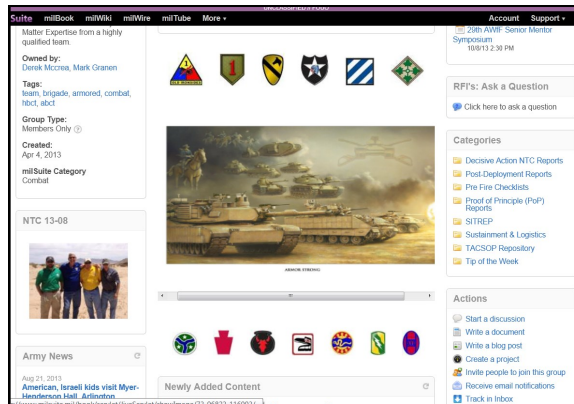 UNCLASSIFIED // FOUO
Suite milBook milWiki milWire milTube More ▾ Account Support ▾
Matter Expertise from a highly
qualified team.
Owned by:
Derek Mccrea, Mark Granen
Tags:
team, brigade, armored, combat,
hbct, abct
Group Type:
Members Only ?
Created:
Apr 4, 2013
milSuite Category
Combat
NTC 13-08
Army News
Aug 21, 2013
American, Israeli kids visit Myer-
Henderson Hall, Arlington
1
ARMOR STRONG
Newly Added Content
29th AWfF Senior Mentor
Symposium
10/8/13 2:30 PM
RFI's: Ask a Question
Click here to ask a question
Categories
Decisive Action NTC Reports
Post-Deployment Reports
Pre Fire Checklists
Proof of Principle (PoP)
Reports
SITREP
Sustainment & Logistics
TACSOP Repository
Tip of the Week
Actions
Start a discussion
Write a document
Write a blog post
Create a project
Invite people to join this group
Receive email notifications
Track in Inbox